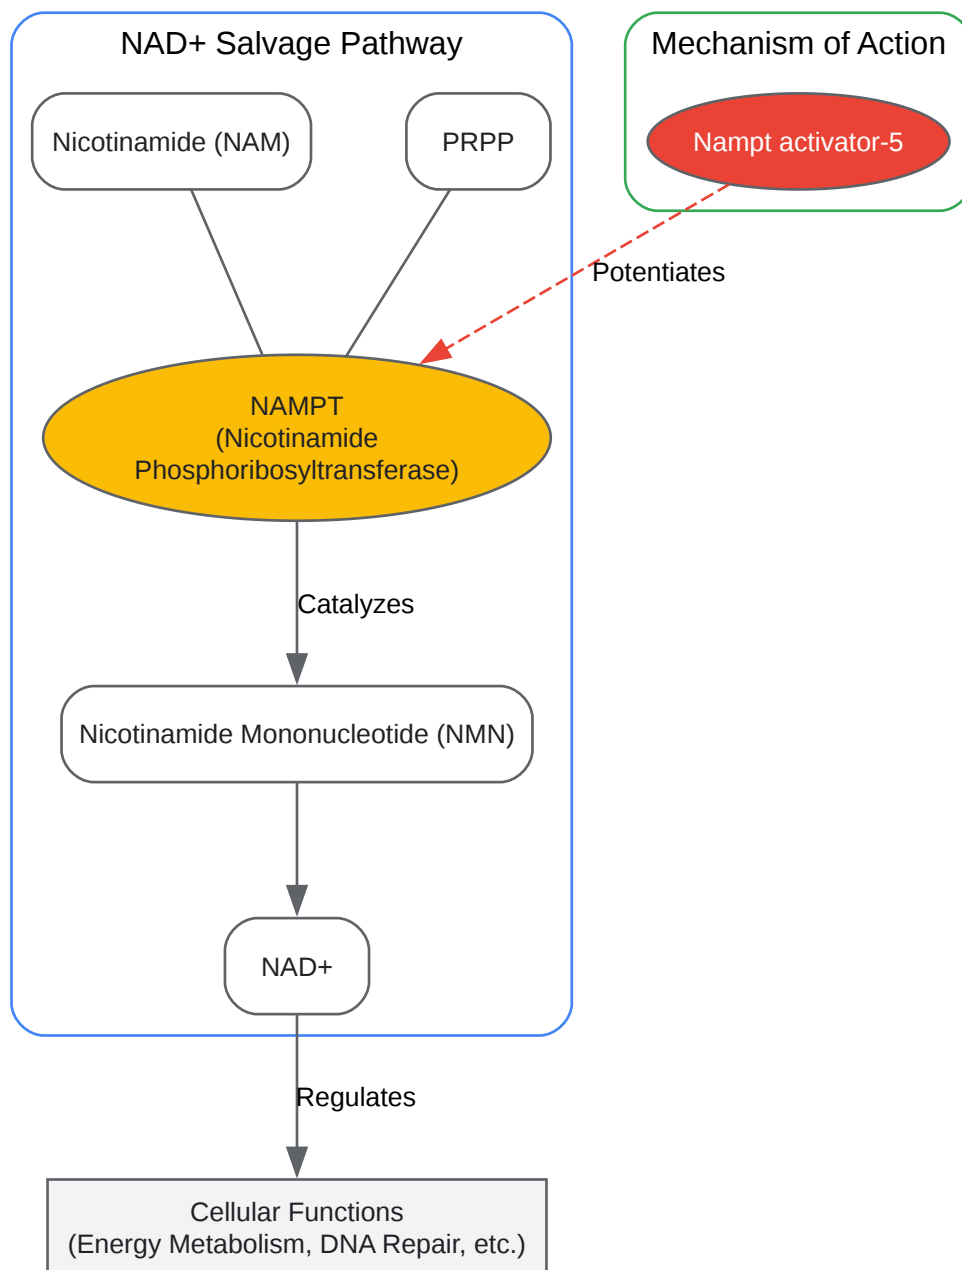 NAD+ Salvage Pathway
Mechanism of Action
Nicotinamide (NAM)
PRPP
Nampt activator-5
Potentiates
NAMPT
(Nicotinamide
Phosphoribosyltransferase)
Catalyzes
Nicotinamide Mononucleotide (NMN)
NAD+
Regulates
Cellular Functions
(Energy Metabolism, DNA Repair, etc.)